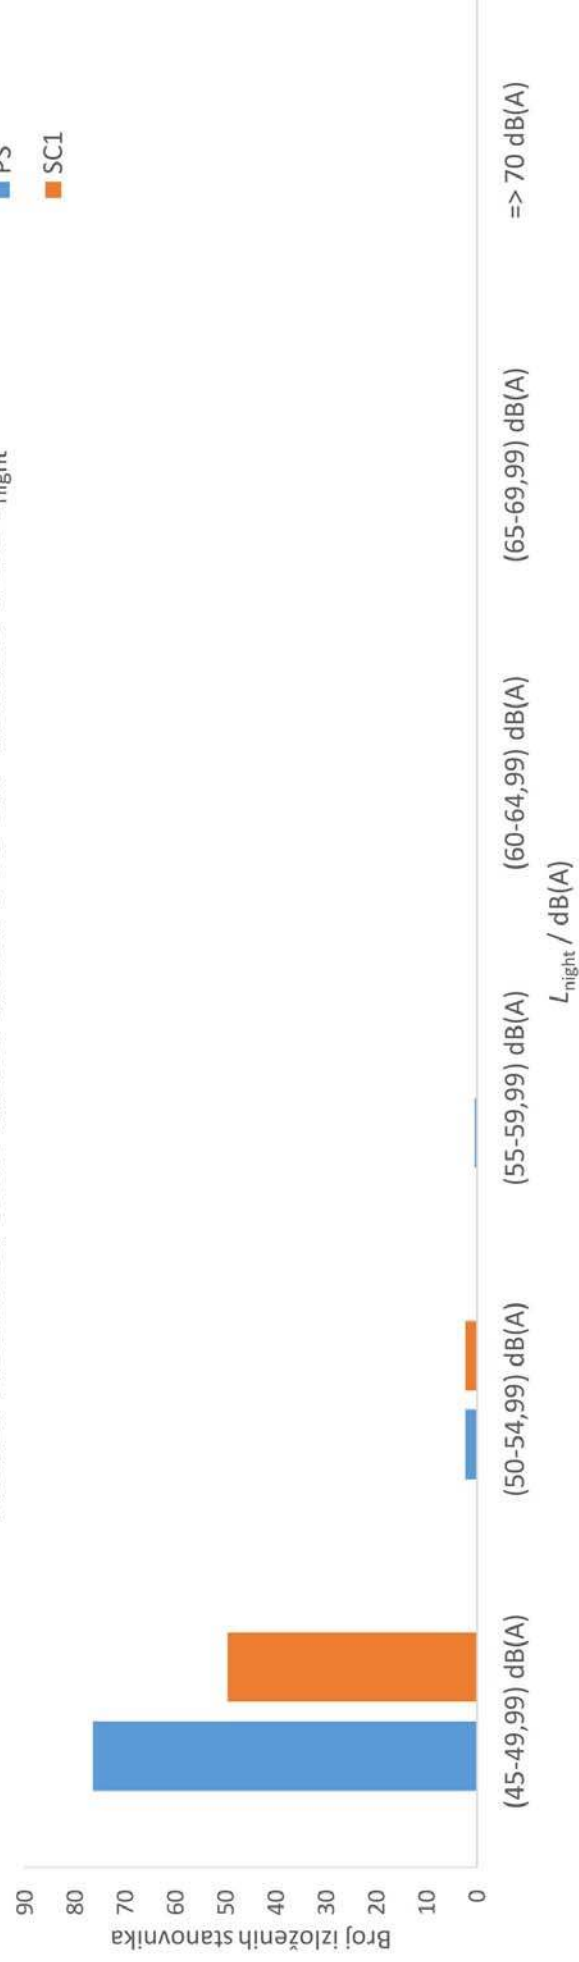 night
PS
SC1
Broj izloženih stanovnika
90
80
70
60
50
40
30
20
10
0
(45-49,99) dB(A)
(50-54,99) dB(A)
(55-59,99) dB(A)
(60-64,99) dB(A)
(65-69,99) dB(A)
=> 70 dB(A)
Lnight / dB(A)